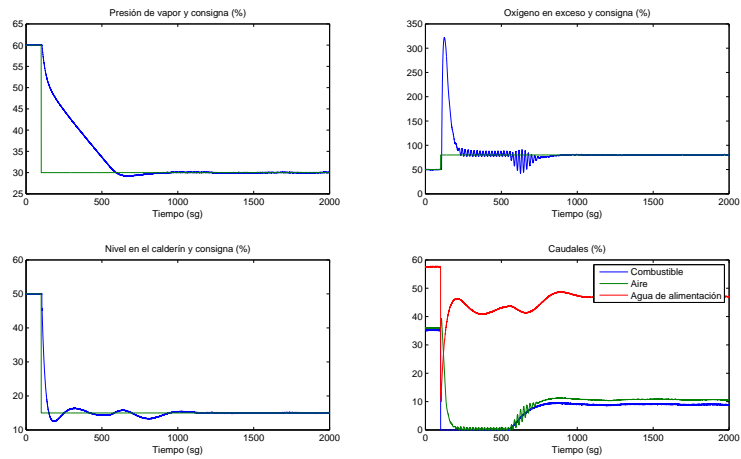 Presión de vapor y consigna (%)
65
60
55
50
45
40
35
30
25
0 500 1000 1500 2000
Tiempo (sg)
Oxígeno en exceso y consigna (%)
350
300
250
200
150
100
50
0
0 500 1000 1500 2000
Tiempo (sg)
Nivel en el calderín y consigna (%)
60
50
40
30
20
10
0 500 1000 1500 2000
Tiempo (sg)
Caudales (%)
60
50
40
30
20
10
0
0 500 1000 1500 2000
Tiempo (sg)
Combustible
Aire
Agua de alimentación